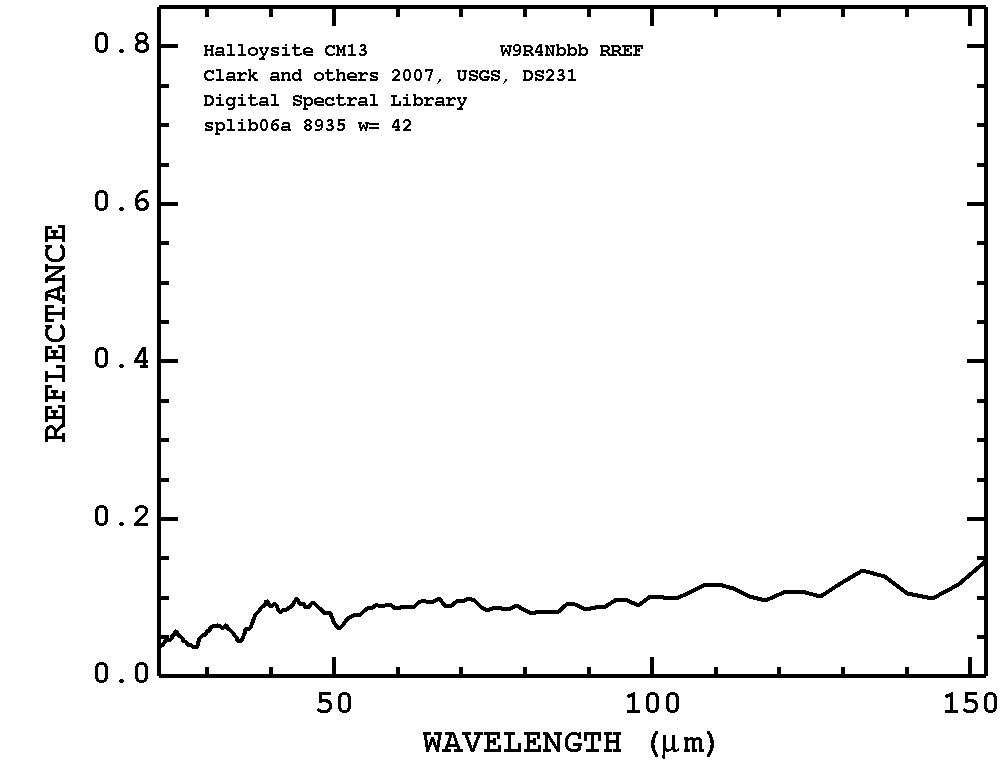 0.8
Halloysite CM13 W9R4Nbbb RREF
Clark and others 2007, USGS, DS231
Digital Spectral Library
splib06a 8935 w= 42
0.6
REFLECTANCE
0.4
0.2
0.0
50 100 150
WAVELENGTH (μm)